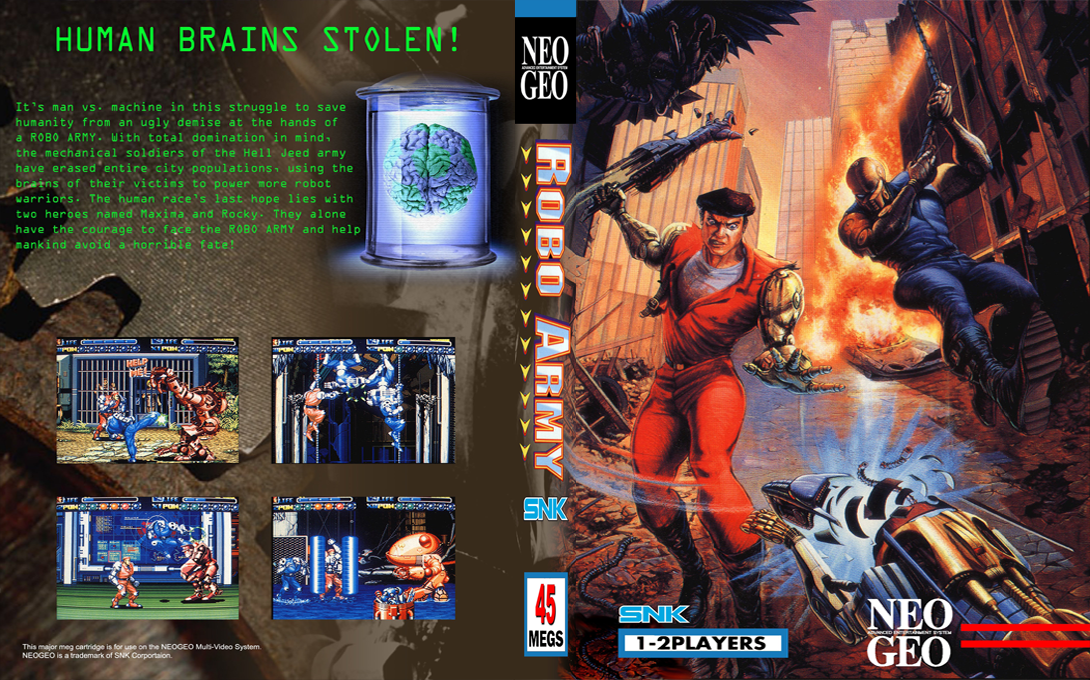 HUMAN BRAINS STOLEN!
It's man vs. machine in this struggle to save
humanity from an ugly demise at the hands of
a ROBO ARMY. With total domination in mind,
the mechanical soldiers of the Hell Jeed army
have erased entire city populations, using the
brains of their victims to power more robot
warriors. The human race's last hope lies with
two heroes named Maxima and Rocky. They alone
have the courage to face the ROBO ARMY and help
mankind avoid a horrible fate!
HELP
ME
This major meg cartridge is for use on the NEOGEO Multi-Video System.
NEOGEO is a trademark of SNK Corportaion.
NEO
ADVANCED ENTERTAINMENT SYSTEM
GEO
ROBO ARMY
SNK
45
MEGS
SNK
1-2PLAYERS
NEO
ADVANCED ENTERTAINMENT SYSTEM
GEO